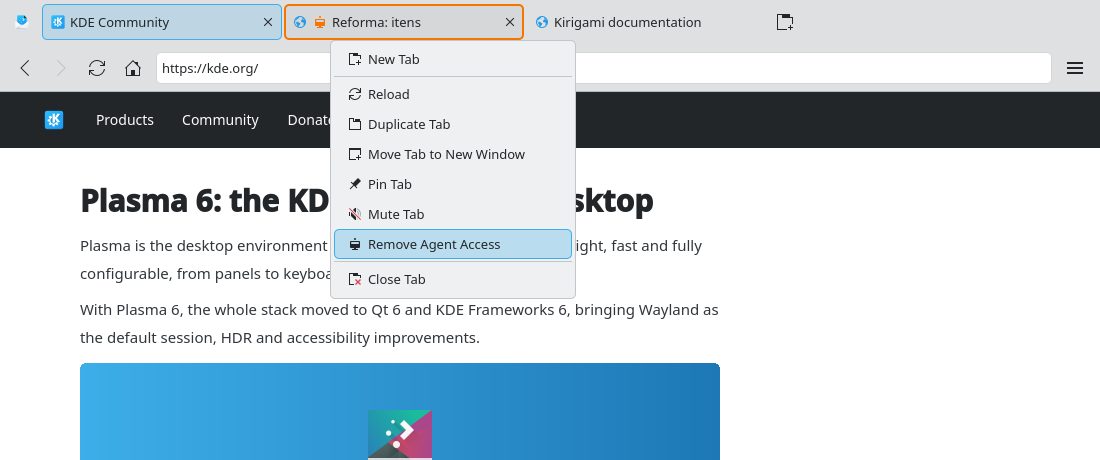 KDE Community
Reforma: itens
Kirigami documentation
https://kde.org/
Products
Community
Donat
New Tab
Reload
Duplicate Tab
Move Tab to New Window
Pin Tab
Mute Tab
Remove Agent Access
Close Tab
Plasma 6: the KD sktop
Plasma is the desktop environment ight, fast and fully
configurable, from panels to keyboa
With Plasma 6, the whole stack moved to Qt 6 and KDE Frameworks 6, bringing Wayland as
the default session, HDR and accessibility improvements.